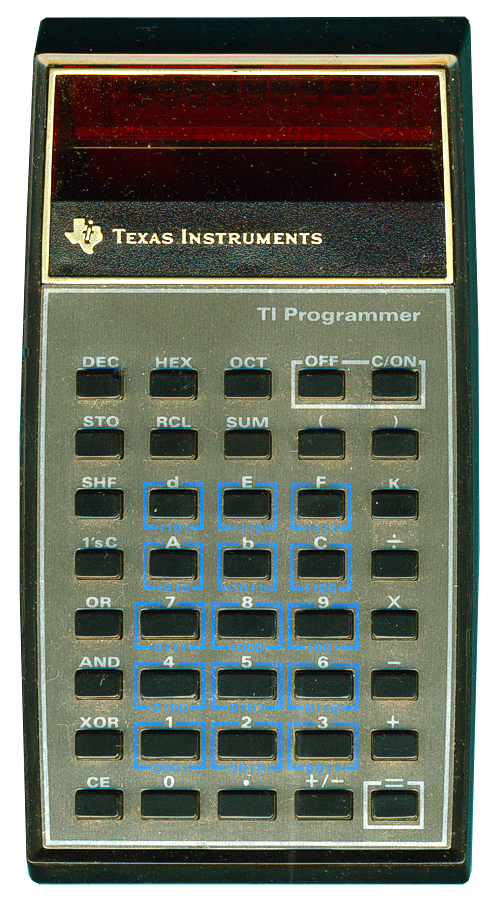 TEXAS INSTRUMENTS
TI Programmer
DEC HEX OCT OFF C/ON
STO RCL SUM ( )
SHF d E F K
1101 1110 1111
1'sC A b C ÷
1010 1011 1100
OR 7 8 9 X
0111 1000 1001
AND 4 5 6 −
0100 0101 0110
XOR 1 2 3 +
0001 0010 0011
CE 0 • +/− =